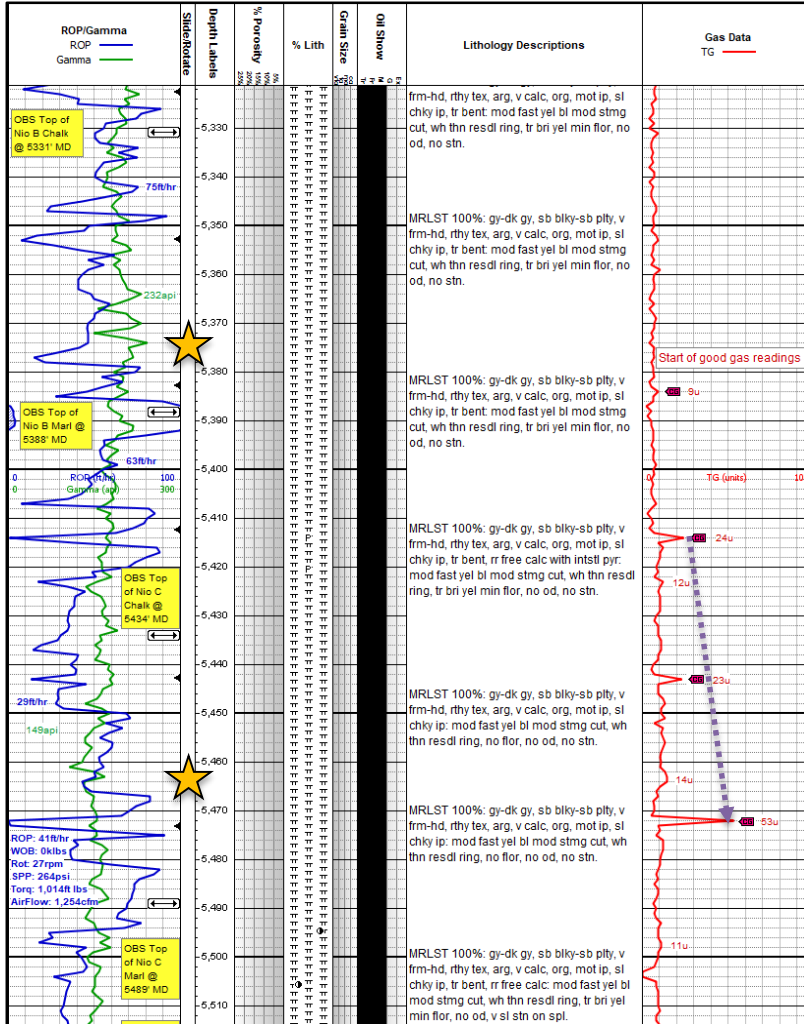 ROP/Gamma
ROP
Gamma
Slide/Rotate
Depth Labels
% Porosity
25%
20%
15%
10%
5%
% Lith
Grain Size
Oil Show
Lithology Descriptions
Gas Data
TG
frm-hd, rthy tex, arg, v calc, org, mot ip, sl
chky ip, tr bent: mod fast yel bl mod stmg
cut, wh thn resdl ring, tr bri yel min flor, no
od, no stn.
OBS Top of
Nio B Chalk
@ 5331' MD
5,330
5,340
75ft/hr
5,350
MRLST 100%: gy-dk gy, sb blky-sb plty, v
frm-hd, rthy tex, arg, v calc, org, mot ip, sl
chky ip, tr bent: mod fast yel bl mod stmg
cut, wh thn resdl ring, tr bri yel min flor, no
od, no stn.
5,360
232api
5,370
Start of good gas readings
5,380
MRLST 100%: gy-dk gy, sb blky-sb plty, v
frm-hd, rthy tex, arg, v calc, org, mot ip, sl
chky ip, tr bent: mod fast yel bl mod stmg
cut, wh thn resdl ring, tr bri yel min flor, no
od, no stn.
CG 9u
OBS Top of
Nio B Marl @
5388' MD
5,390
63ft/hr
5,400
0 ROP (ft/hr) 100
0 Gamma (api) 300
0 TG (units) 10
5,410
MRLST 100%: gy-dk gy, sb blky-sb plty, v
frm-hd, rthy tex, arg, v calc, org, mot ip, sl
chky ip, tr bent, rr free calc with intstl pyr:
mod fast yel bl mod stmg cut, wh thn resdl
ring, tr bri yel min flor, no od, no stn.
P
P
CG 24u
5,420
12u
OBS Top
of Nio C
Chalk @
5434' MD
5,430
5,440
CG 23u
29ft/hr
5,450
MRLST 100%: gy-dk gy, sb blky-sb plty, v
frm-hd, rthy tex, arg, v calc, org, mot ip, sl
chky ip: mod fast yel bl mod stmg cut, wh
thn resdl ring, no flor, no od, no stn.
149api
5,460
14u
5,470
MRLST 100%: gy-dk gy, sb blky-sb plty, v
frm-hd, rthy tex, arg, v calc, org, mot ip, sl
chky ip: mod fast yel bl mod stmg cut, wh
thn resdl ring, no flor, no od, no stn.
CG 53u
ROP: 41ft/hr
WOB: 0klbs
Rot: 27rpm
SPP: 264psi
Torq: 1,014ft lbs
AirFlow: 1,254cfm
5,480
5,490
OBS Top
of Nio C
Marl @
5489' MD
5,500
11u
MRLST 100%: gy-dk gy, sb blky-sb plty, v
frm-hd, rthy tex, arg, v calc, org, mot ip, sl
chky ip, tr bent, rr free calc: mod fast yel bl
mod stmg cut, wh thn resdl ring, tr bri yel
min flor, no od, v sl stn on spl.
5,510